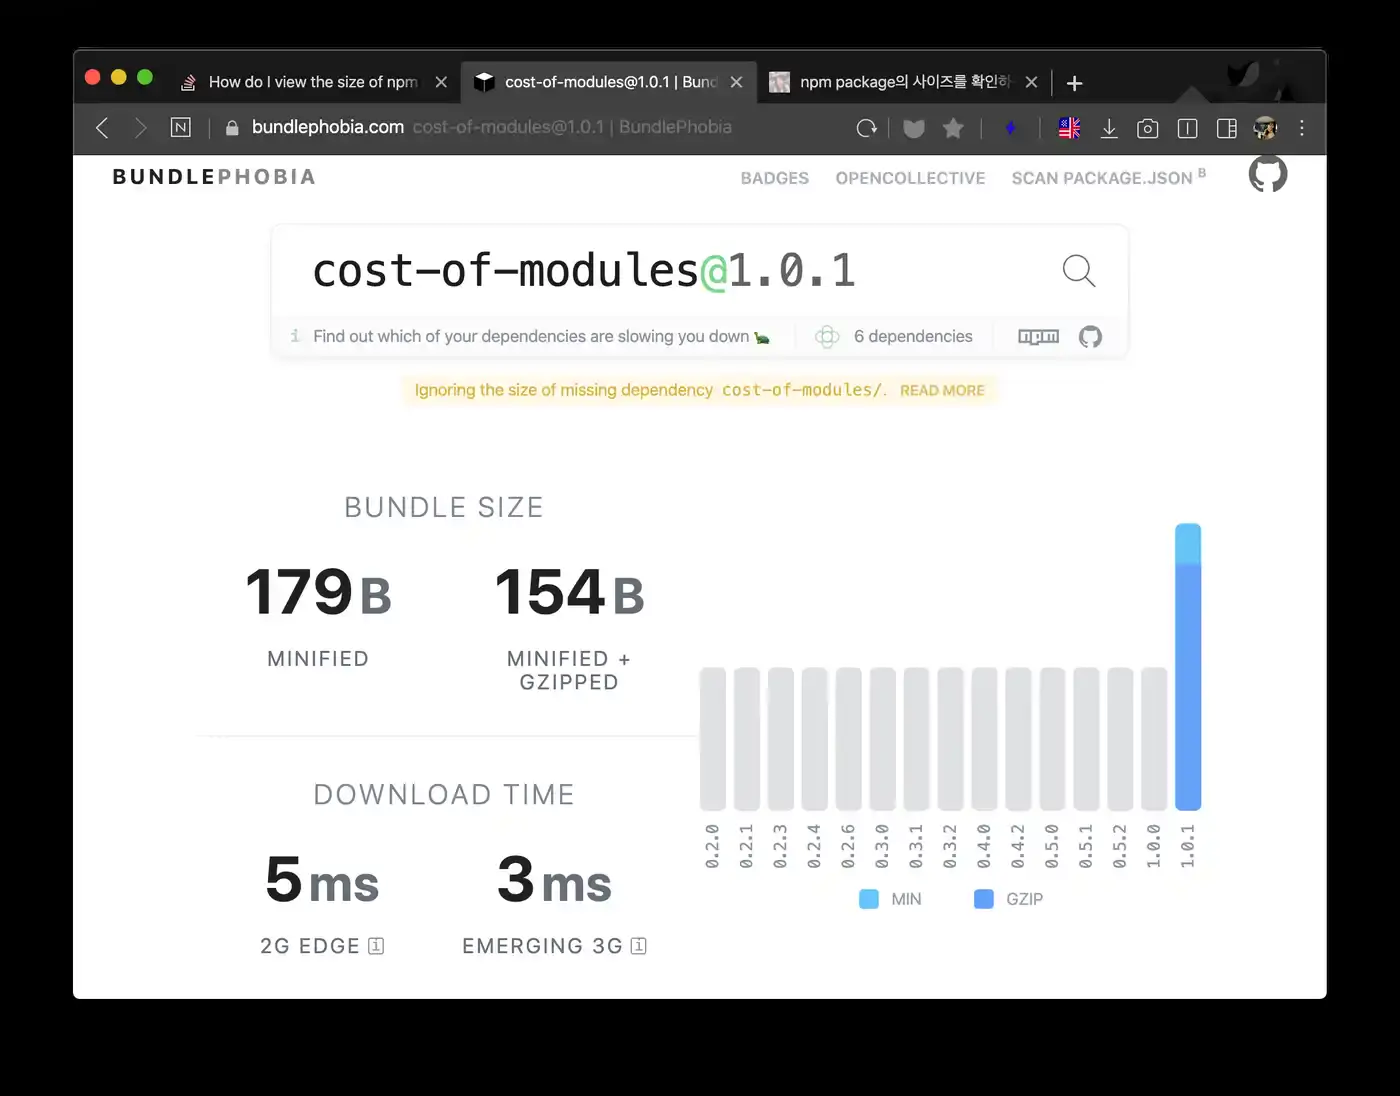 How do I view the size of npm
cost-of-modules@1.0.1 | Bund
npm package의 사이즈를 확인하
bundlephobia.com cost-of-modules@1.0.1 | BundlePhobia
BUNDLEPHOBIA
BADGES
OPENCOLLECTIVE
SCAN PACKAGE.JSON β
cost-of-modules@1.0.1
Find out which of your dependencies are slowing you down
6 dependencies
npm
Ignoring the size of missing dependency cost-of-modules/. READ MORE
BUNDLE SIZE
179 B
MINIFIED
154 B
MINIFIED +
GZIPPED
DOWNLOAD TIME
5 ms
2G EDGE
3 ms
EMERGING 3G
0.2.0
0.2.1
0.2.3
0.2.4
0.2.6
0.3.0
0.3.1
0.3.2
0.4.0
0.4.2
0.5.0
0.5.1
0.5.2
1.0.0
1.0.1
MIN
GZIP